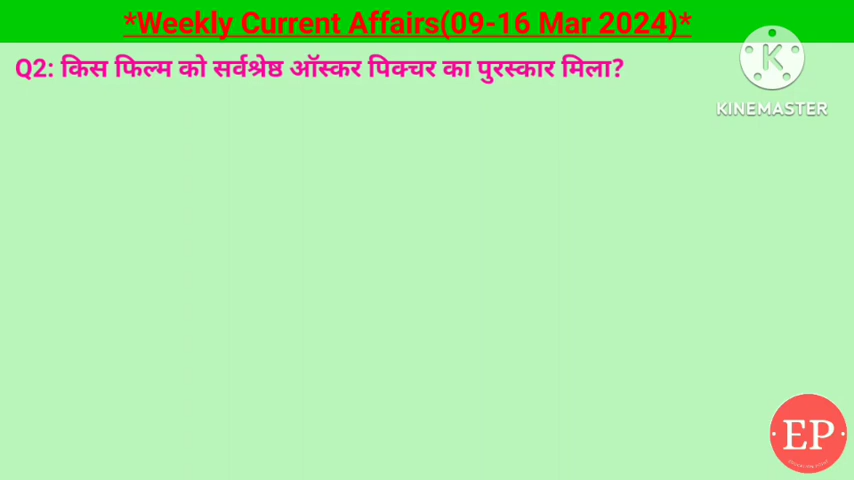 *Weekly Current Affairs(09-16 Mar 2024)*
Q2: किस फिल्म को सर्वश्रेष्ठ ऑस्कर पिक्चर का पुरस्कार मिला?
K
KINEMASTER
EP